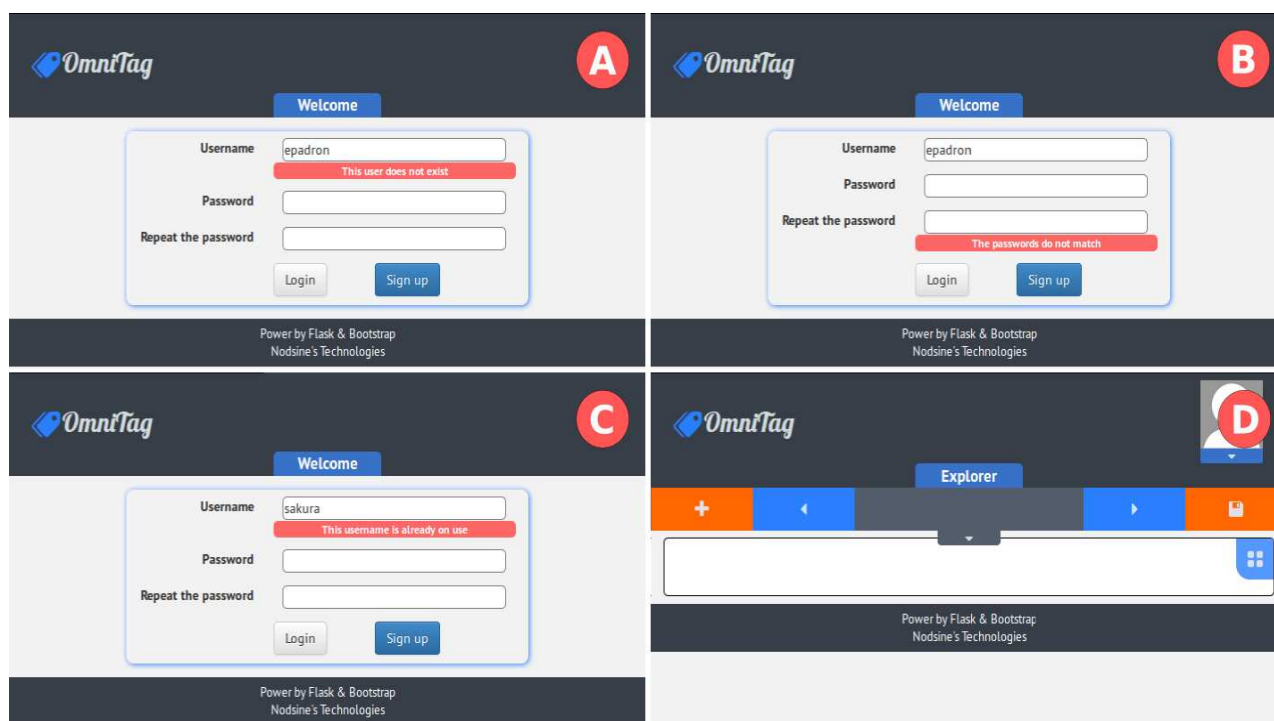 OmniTag
A
Welcome
Username epadron
This user does not exist
Password
Repeat the password
Login Sign up
Power by Flask & Bootstrap
Nodsine's Technologies
OmniTag
B
Welcome
Username epadron
Password
Repeat the password
The passwords do not match
Login Sign up
Power by Flask & Bootstrap
Nodsine's Technologies
OmniTag
C
Welcome
Username sakura
This username is already on use
Password
Repeat the password
Login Sign up
Power by Flask & Bootstrap
Nodsine's Technologies
OmniTag
D
Explorer
Power by Flask & Bootstrap
Nodsine's Technologies